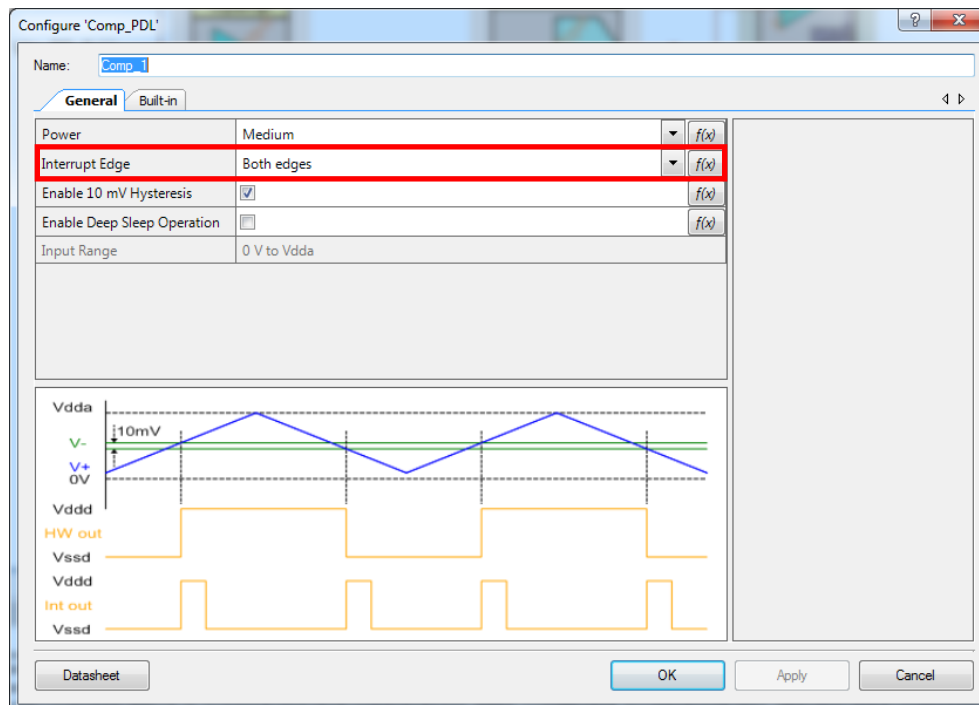 Configure 'Comp_PDL'
Name: Comp_1
General Built-in
Power Medium f(x)
Interrupt Edge Both edges f(x)
Enable 10 mV Hysteresis f(x)
Enable Deep Sleep Operation f(x)
Input Range 0 V to Vdda
Vdda
10mV
V-
V+
0V
Vddd
HW out
Vssd
Vddd
Int out
Vssd
Datasheet OK Apply Cancel